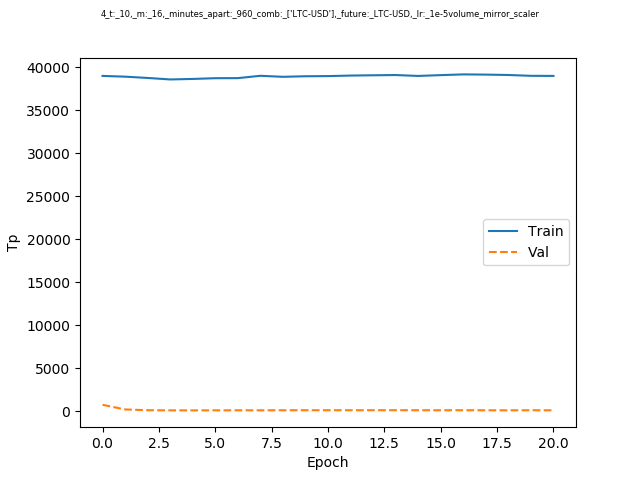 4_t:_10,_m:_16,_minutes_apart:_960_comb:_['LTC-USD'],_future:_LTC-USD,_lr:_1e-5volume_mirror_scaler
40000
35000
30000
25000
20000
15000
10000
5000
0
Tp
Train
Val
0.0 2.5 5.0 7.5 10.0 12.5 15.0 17.5 20.0
Epoch